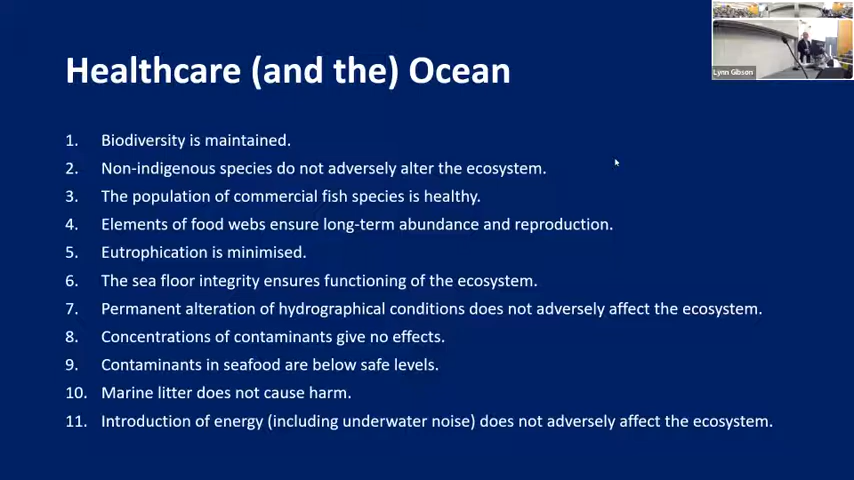 Healthcare (and the) Ocean
Lynn Gibson
1. Biodiversity is maintained.
2. Non-indigenous species do not adversely alter the ecosystem.
3. The population of commercial fish species is healthy.
4. Elements of food webs ensure long-term abundance and reproduction.
5. Eutrophication is minimised.
6. The sea floor integrity ensures functioning of the ecosystem.
7. Permanent alteration of hydrographical conditions does not adversely affect the ecosystem.
8. Concentrations of contaminants give no effects.
9. Contaminants in seafood are below safe levels.
10. Marine litter does not cause harm.
11. Introduction of energy (including underwater noise) does not adversely affect the ecosystem.